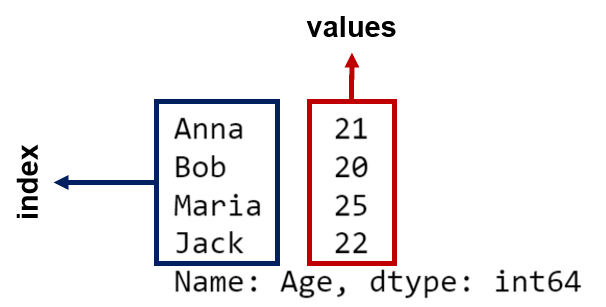 values
index
Anna 21
Bob 20
Maria 25
Jack 22
Name: Age, dtype: int64